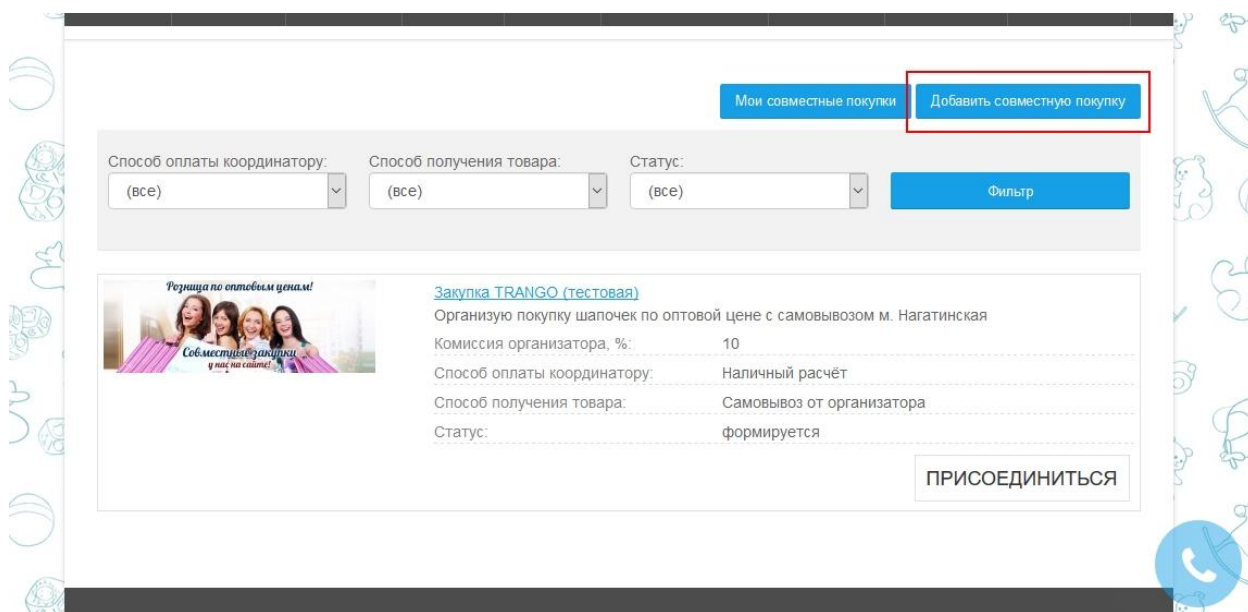 Мои совместные покупки
Добавить совместную покупку
Способ оплаты координатору:
Способ получения товара:
Статус:
(все)
(все)
(все)
Фильтр
Розница по оптовым ценам!
Совместные закупки
у нас на сайте!
Закупка TRANGO (тестовая)
Организую покупку шапочек по оптовой цене с самовывозом м. Нагатинская
Комиссия организатора, %: 10
Способ оплаты координатору: Наличный расчёт
Способ получения товара: Самовывоз от организатора
Статус: формируется
ПРИСОЕДИНИТЬСЯ